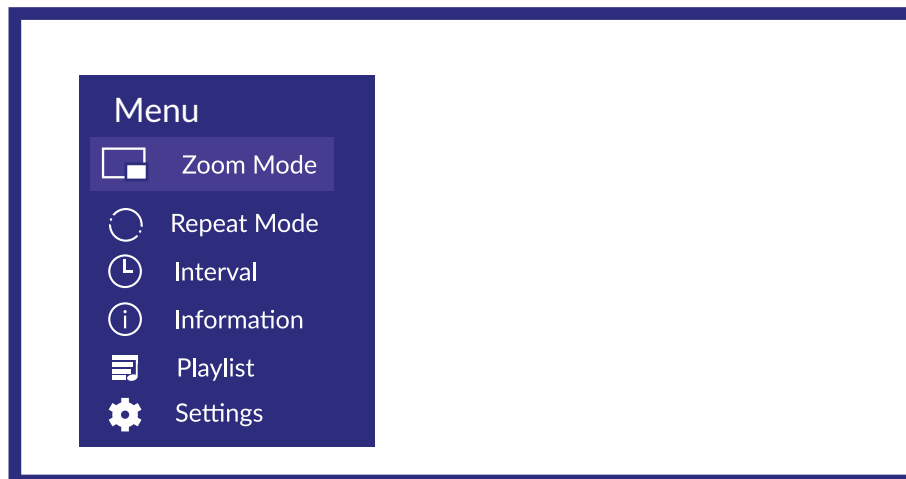 Menu
Zoom Mode
Repeat Mode
Interval
Information
Playlist
Settings